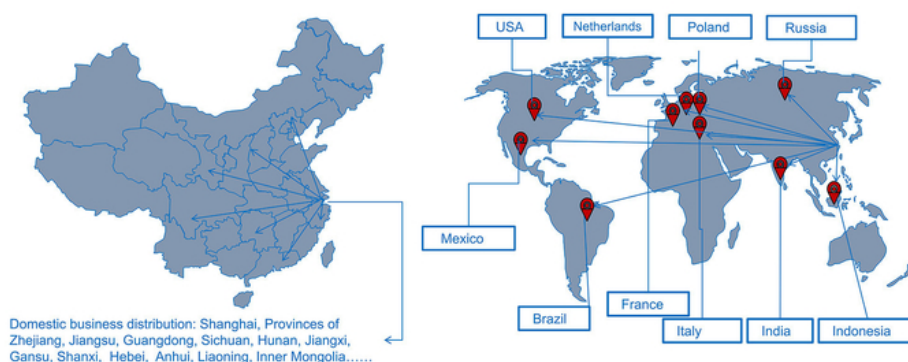 USA
Netherlands
Poland
Russia
Mexico
Brazil
France
Italy
India
Indonesia
Domestic business distribution: Shanghai, Provinces of
Zhejiang, Jiangsu, Guangdong, Sichuan, Hunan, Jiangxi,
Gansu, Shanxi, Hebei, Anhui, Liaoning, Inner Mongolia……